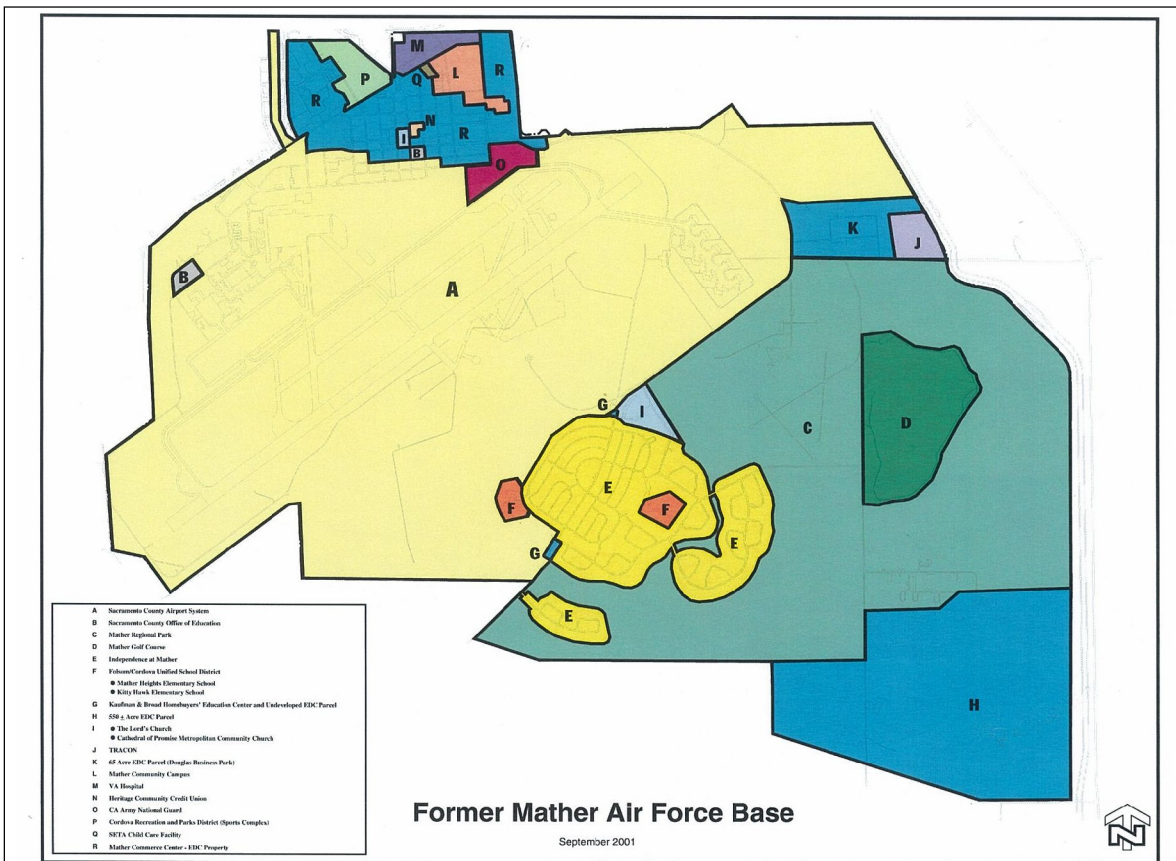 M
P
Q
L
R
R
N
I
R
B
O
K
J
B
A
G
I
C
D
E
F
F
G
E
E
H
A Sacramento County Airport System
B Sacramento County Office of Education
C Mather Regional Park
D Mather Golf Course
E Independence at Mather
F Folsom/Cordova Unified School District
● Mather Heights Elementary School
● Kitty Hawk Elementary School
G Kaufman & Broad Homebuyers' Education Center and Undeveloped EDC Parcel
H 550 ± Acre EDC Parcel
I ● The Lord's Church
● Cathedral of Promise Metropolitan Community Church
J TRACON
K 65 Acre EDC Parcel (Douglas Business Park)
L Mather Community Campus
M VA Hospital
N Heritage Community Credit Union
O CA Army National Guard
P Cordova Recreation and Parks District (Sports Complex)
Q SETA Child Care Facility
R Mather Commerce Center - EDC Property
Former Mather Air Force Base
September 2001
N